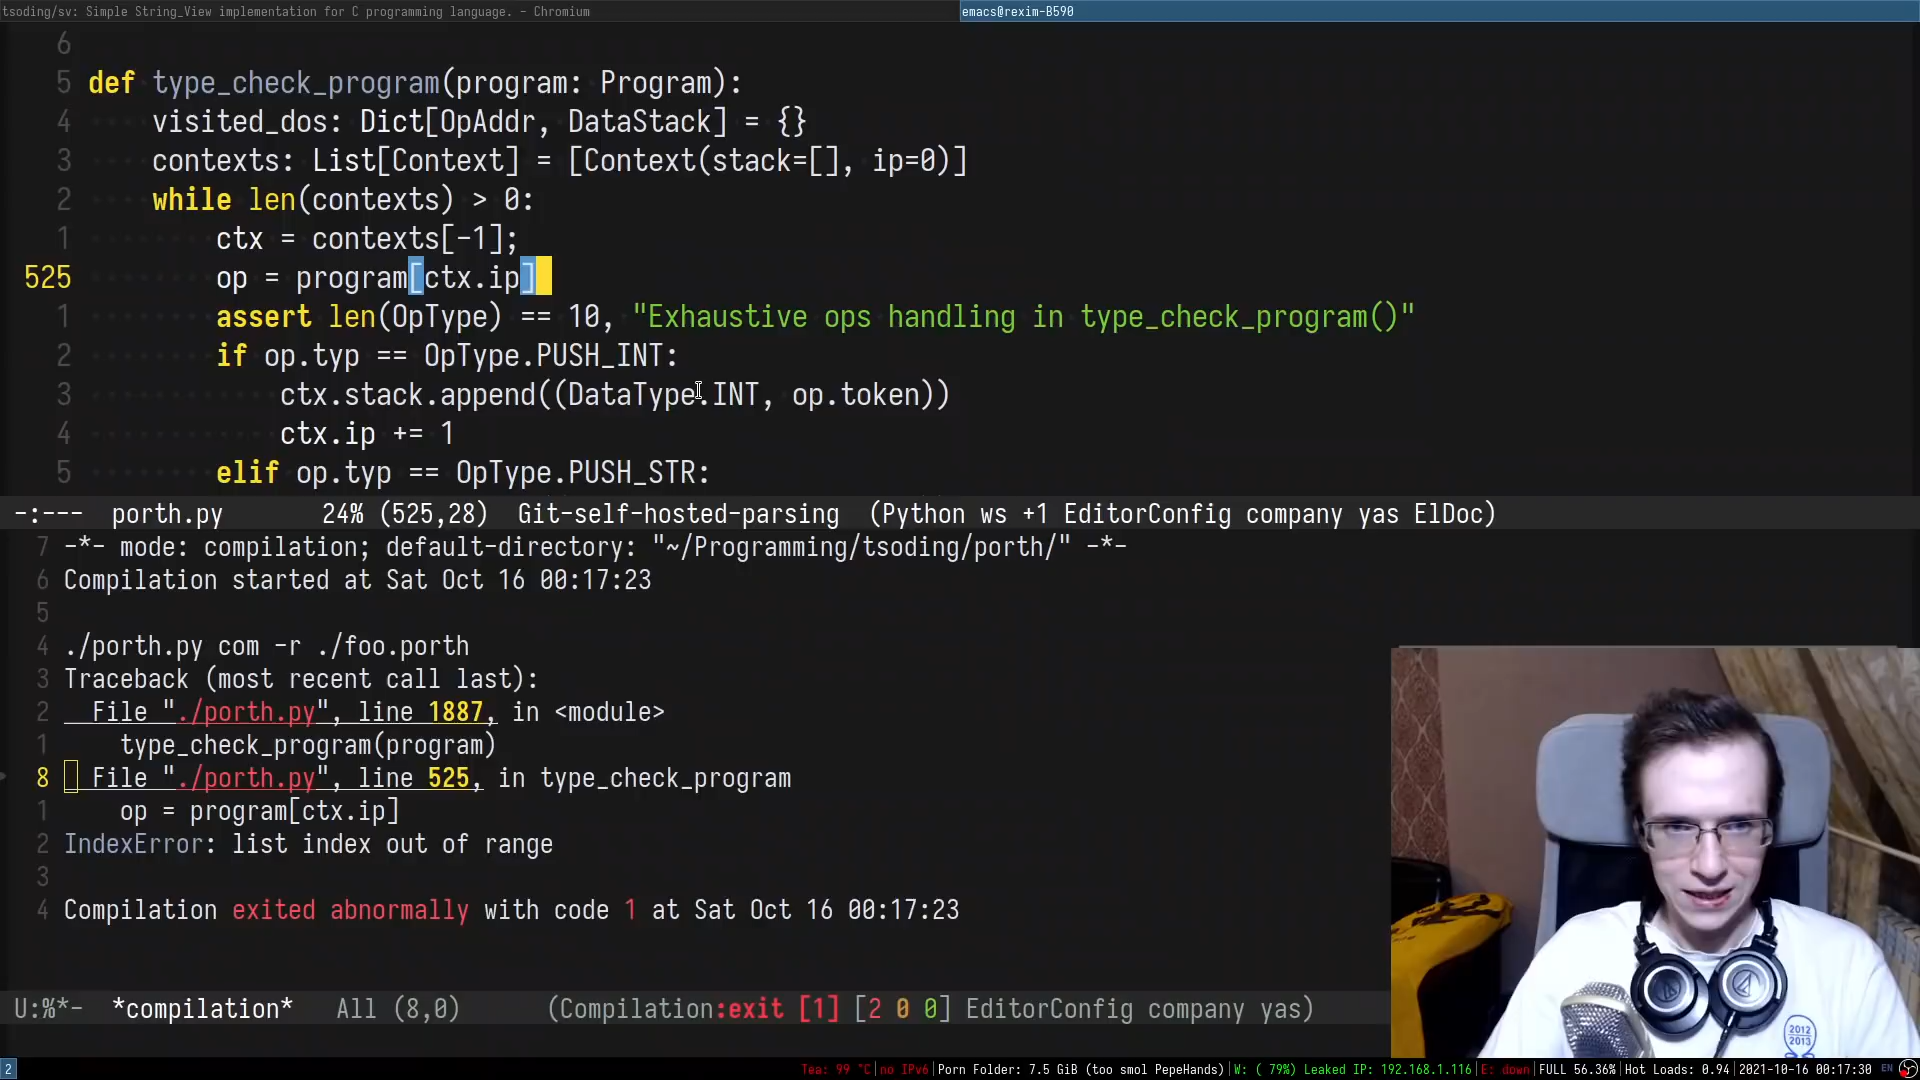 tsoding/sv: Simple String_View implementation for C programming language. - Chromium
emacs@rexim-B590
6
5 def type_check_program(program: Program):
4 visited_dos: Dict[OpAddr, DataStack] = {}
3 contexts: List[Context] = [Context(stack=[], ip=0)]
2 while len(contexts) > 0:
1 ctx = contexts[-1];
525 op = program[ctx.ip]
1 assert len(OpType) == 10, "Exhaustive ops handling in type_check_program()"
2 if op.typ == OpType.PUSH_INT:
3 ctx.stack.append((DataType.INT, op.token))
4 ctx.ip += 1
5 elif op.typ == OpType.PUSH_STR:
-:--- porth.py 24% (525,28) Git-self-hosted-parsing (Python ws +1 EditorConfig company yas ElDoc)
7 -*- mode: compilation; default-directory: "~/Programming/tsoding/porth/" -*-
6 Compilation started at Sat Oct 16 00:17:23
5
4 ./porth.py com -r ./foo.porth
3 Traceback (most recent call last):
2 File "./porth.py", line 1887, in <module>
1 type_check_program(program)
8 File "./porth.py", line 525, in type_check_program
1 op = program[ctx.ip]
2 IndexError: list index out of range
3
4 Compilation exited abnormally with code 1 at Sat Oct 16 00:17:23
U:%*- *compilation* All (8,0) (Compilation:exit [1] [2 0 0] EditorConfig company yas)
2012
2013
2 Tea: 99 °C|no IPv6|Porn Folder: 7.5 GiB (too smol PepeHands)|W: ( 79%) Leaked IP: 192.168.1.116|E: down|FULL 56.36%|Hot Loads: 0.94|2021-10-16 00:17:30 EN